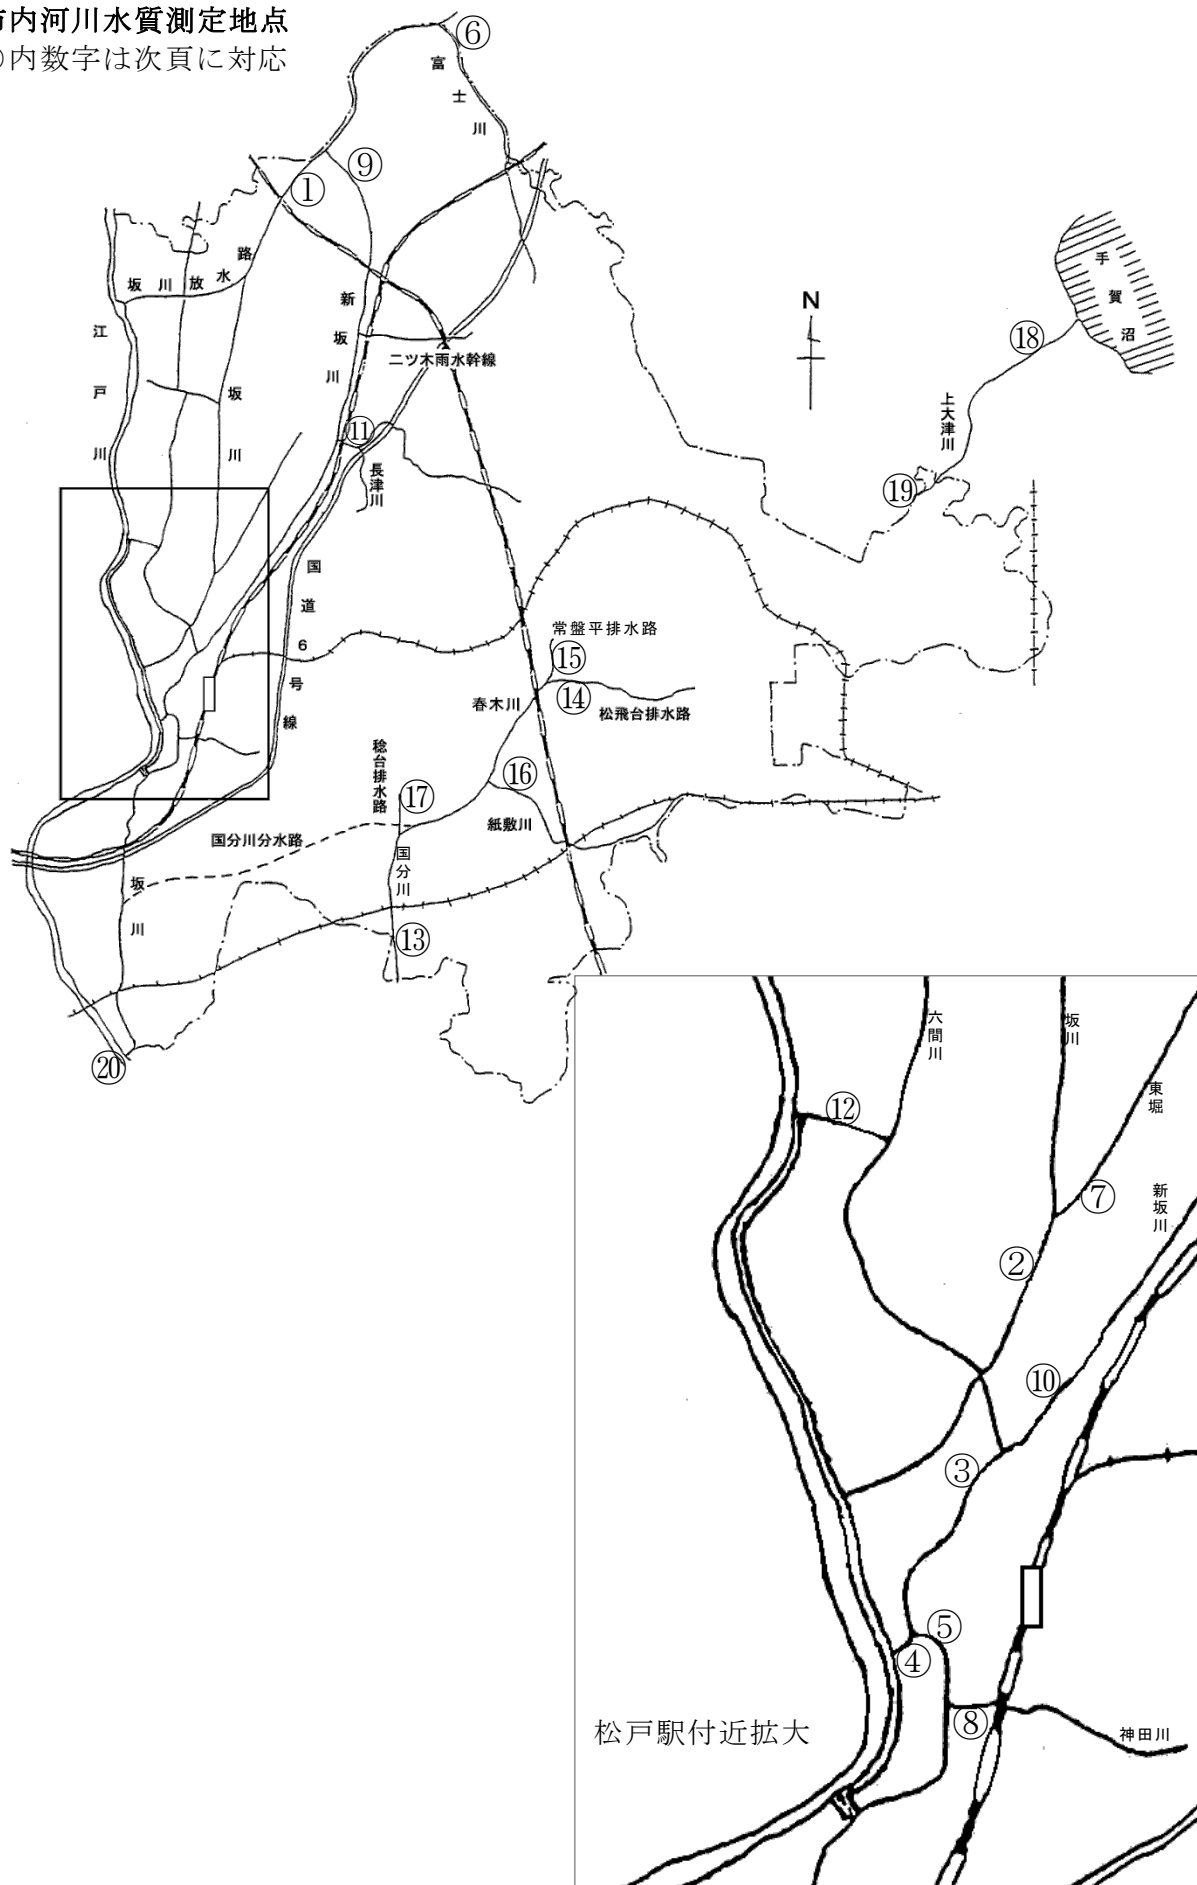 市内河川水質測定地点
○内数字は次頁に対応
⑥
富士川
⑨
①
坂川放水路
江戸川
坂川
新坂川
二ツ木雨水幹線
⑪
長津川
N
手賀沼
⑱
上大津川
⑲
国道6号線
常盤平排水路
⑮
⑭
松飛台排水路
春木川
⑯
紙敷川
稔台排水路
⑰
国分川分水路
国分川
坂川
⑬
⑳
六間川
坂川
東堀
⑫
⑦
新坂川
②
⑩
③
⑤
④
⑧
神田川
松戸駅付近拡大